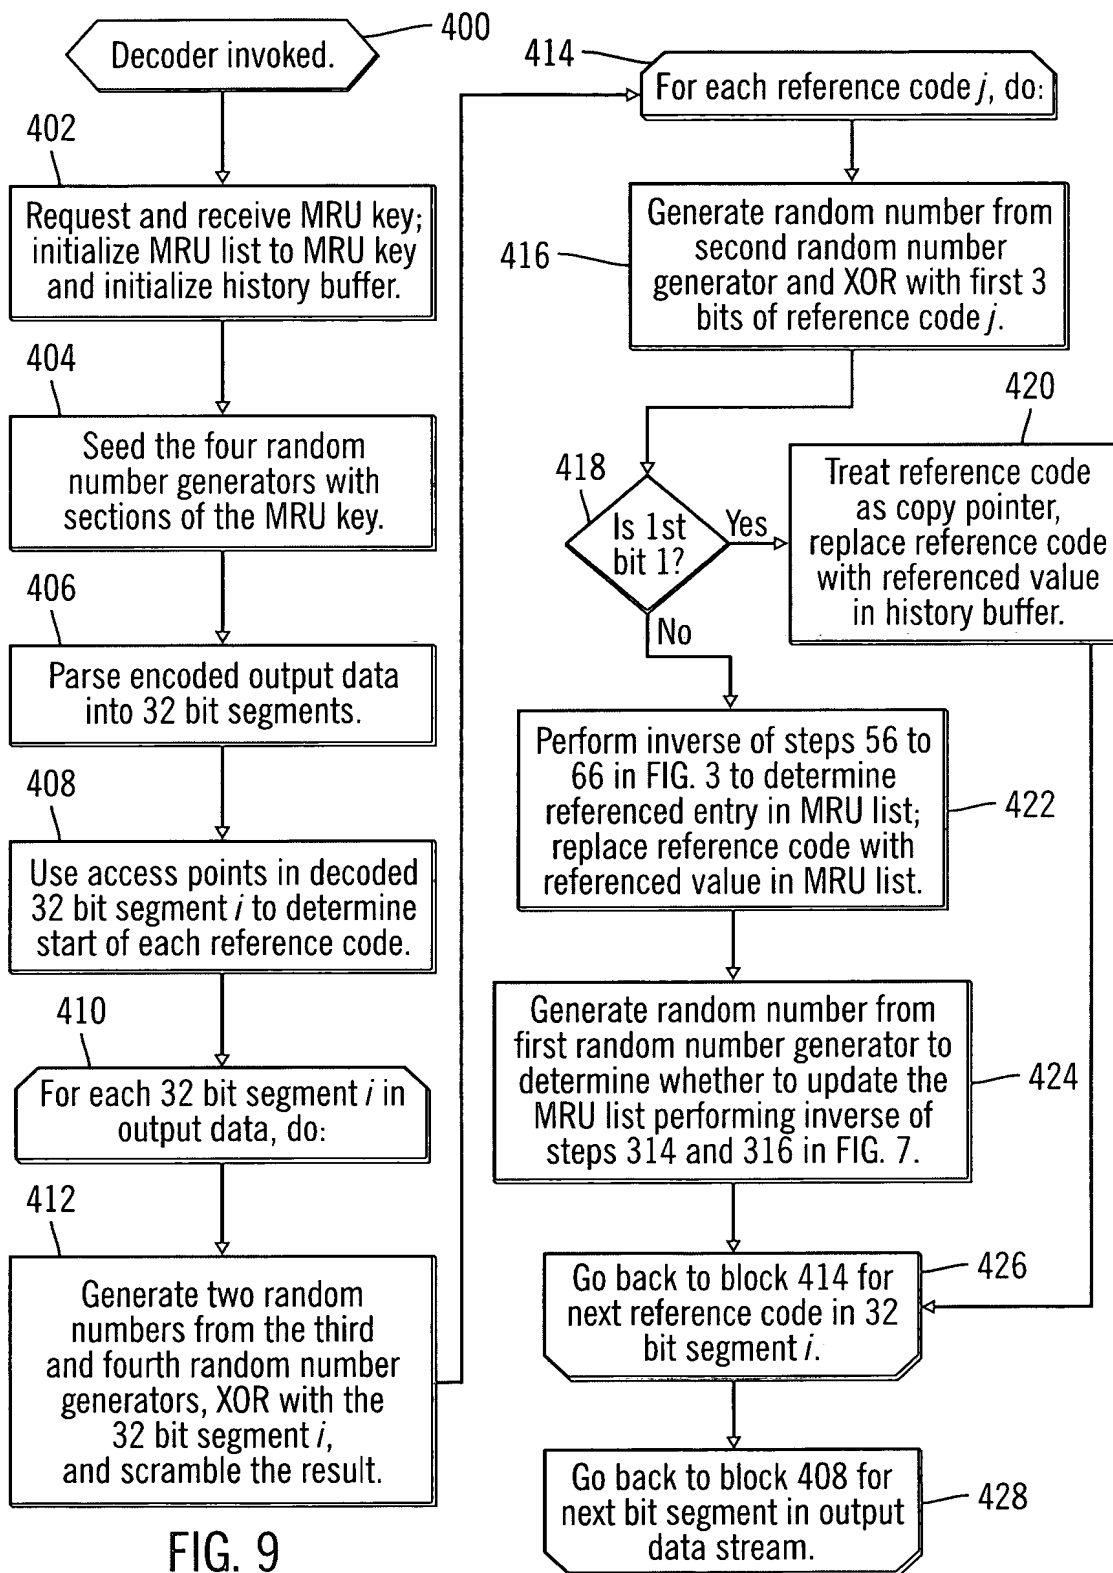 400
Decoder invoked.
402
Request and receive MRU key;
initialize MRU list to MRU key
and initialize history buffer.
404
Seed the four random
number generators with
sections of the MRU key.
406
Parse encoded output data
into 32 bit segments.
408
Use access points in decoded
32 bit segment i to determine
start of each reference code.
410
For each 32 bit segment i in
output data, do:
412
Generate two random
numbers from the third
and fourth random number
generators, XOR with the
32 bit segment i,
and scramble the result.
414
For each reference code j, do:
416
Generate random number from
second random number
generator and XOR with first 3
bits of reference code j.
418
Is 1st
bit 1?
Yes
No
420
Treat reference code
as copy pointer,
replace reference code
with referenced value
in history buffer.
Perform inverse of steps 56 to
66 in FIG. 3 to determine
referenced entry in MRU list;
replace reference code with
referenced value in MRU list.
422
Generate random number from
first random number generator to
determine whether to update the
MRU list performing inverse of
steps 314 and 316 in FIG. 7.
424
Go back to block 414 for
next reference code in 32
bit segment i.
426
Go back to block 408 for
next bit segment in output
data stream.
428
FIG. 9